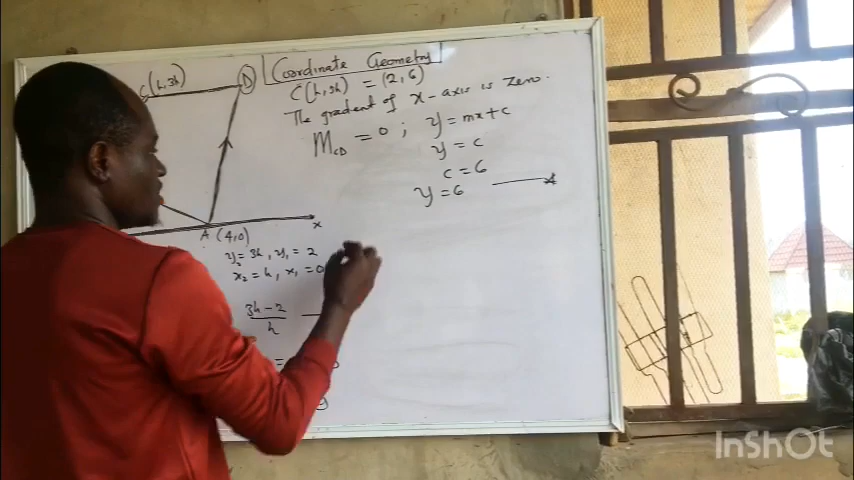 Coordinate Geometry
C(h,3h)
D
C(h,3h) = (2,6)
The gradient of x-axis is zero.
M_CD = 0 ; y = mx+c
y = c
c = 6
y = 6
x
A (4,0)
y₂ = 3h, y₁ = 2
x₂ = h, x₁ = 0
3h-2
h
InShOt